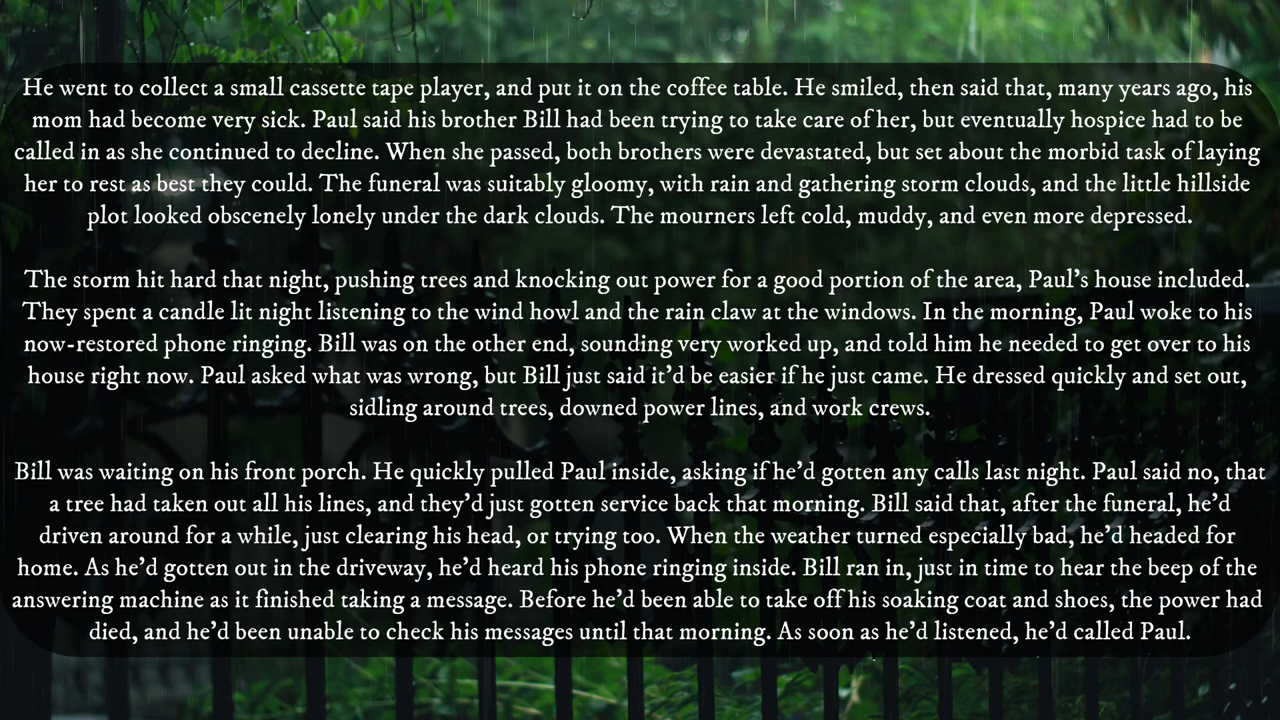 He went to collect a small cassette tape player, and put it on the coffee table. He smiled, then said that, many years ago, his
mom had become very sick. Paul said his brother Bill had been trying to take care of her, but eventually hospice had to be
called in as she continued to decline. When she passed, both brothers were devastated, but set about the morbid task of laying
her to rest as best they could. The funeral was suitably gloomy, with rain and gathering storm clouds, and the little hillside
plot looked obscenely lonely under the dark clouds. The mourners left cold, muddy, and even more depressed.
The storm hit hard that night, pushing trees and knocking out power for a good portion of the area, Paul's house included.
They spent a candle lit night listening to the wind howl and the rain claw at the windows. In the morning, Paul woke to his
now-restored phone ringing. Bill was on the other end, sounding very worked up, and told him he needed to get over to his
house right now. Paul asked what was wrong, but Bill just said it'd be easier if he just came. He dressed quickly and set out,
sidling around trees, downed power lines, and work crews.
Bill was waiting on his front porch. He quickly pulled Paul inside, asking if he'd gotten any calls last night. Paul said no, that
a tree had taken out all his lines, and they'd just gotten service back that morning. Bill said that, after the funeral, he'd
driven around for a while, just clearing his head, or trying too. When the weather turned especially bad, he'd headed for
home. As he'd gotten out in the driveway, he'd heard his phone ringing inside. Bill ran in, just in time to hear the beep of the
answering machine as it finished taking a message. Before he'd been able to take off his soaking coat and shoes, the power had
died, and he'd been unable to check his messages until that morning. As soon as he'd listened, he'd called Paul.